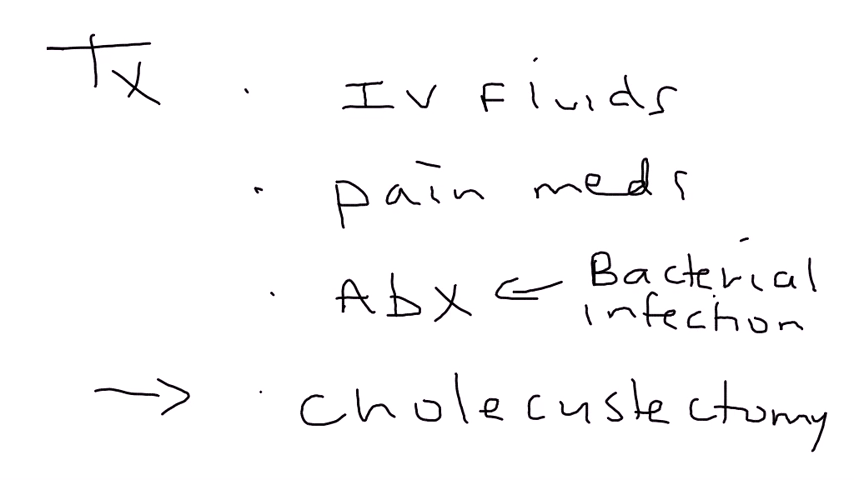 Tx · IV Fluids
· pain meds
· Abx ← Bacterial infection
→ · cholecystectomy